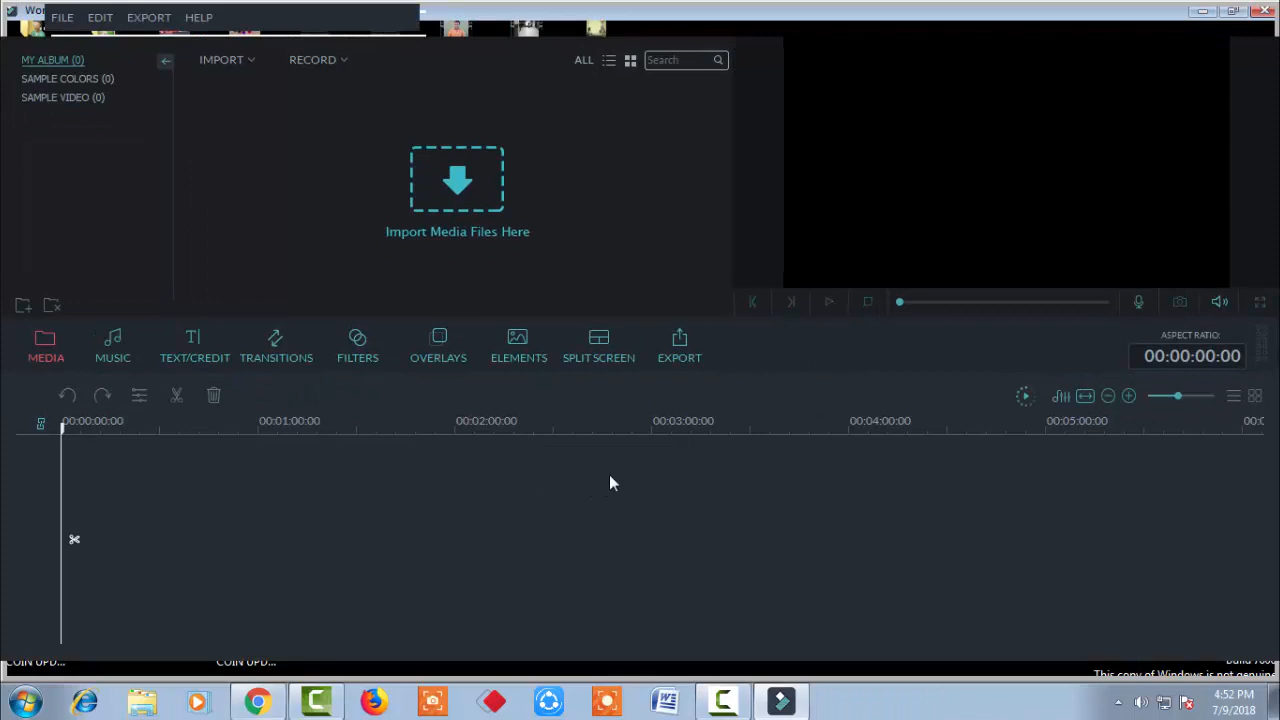 Wor
FILE EDIT EXPORT HELP
MY ALBUM (0)
SAMPLE COLORS (0)
SAMPLE VIDEO (0)
IMPORT RECORD ALL Search
Import Media Files Here
MEDIA MUSIC TEXT/CREDIT TRANSITIONS FILTERS OVERLAYS ELEMENTS SPLIT SCREEN EXPORT
ASPECT RATIO:
00:00:00:00
00:00:00:00 00:01:00:00 00:02:00:00 00:03:00:00 00:04:00:00 00:05:00:00 00:0
COIN UPD... COIN UPD...
This copy of Windows is not genuine
4:52 PM
7/9/2018